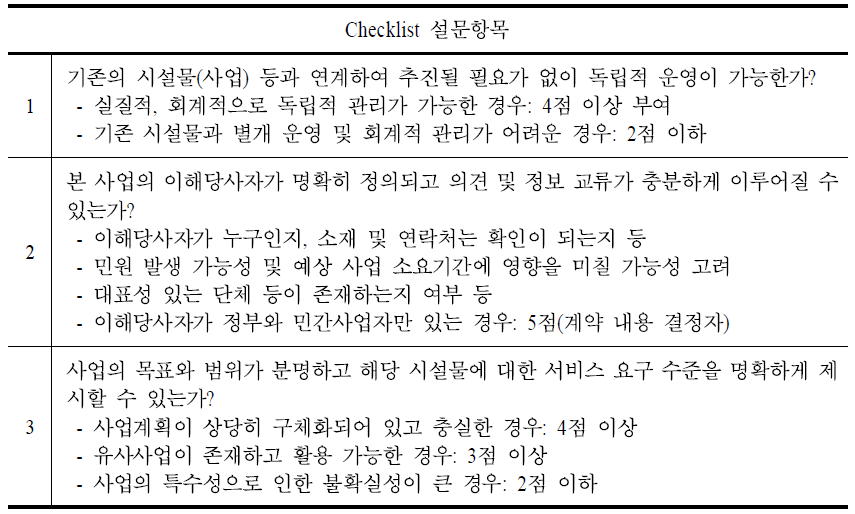 Checklist 설문항목
기존의 시설물(사업) 등과 연계하여 추진될 필요가 없이 독립적 운영이 가능한가?
1
- 실질적, 회계적으로 독립적 관리가 가능한 경우: 4점 이상 부여
- 기존 시설물과 별개 운영 및 회계적 관리가 어려운 경우: 2점 이하
본 사업의 이해당사자가 명확히 정의되고 의견 및 정보 교류가 충분하게 이루어질 수
있는가?
- 이해당사자가 누구인지, 소재 및 연락처는 확인이 되는지 등
2
- 민원 발생 가능성 및 예상 사업 소요기간에 영향을 미칠 가능성 고려
- 대표성 있는 단체 등이 존재하는지 여부 등
- 이해당사자가 정부와 민간사업자만 있는 경우: 5점(계약 내용 결정자)
사업의 목표와 범위가 분명하고 해당 시설물에 대한 서비스 요구 수준을 명확하게 제
시할 수 있는가?
3
- 사업계획이 상당히 구체화되어 있고 충실한 경우: 4점 이상
- 유사사업이 존재하고 활용 가능한 경우: 3점 이상
- 사업의 특수성으로 인한 불확실성이 큰 경우: 2점 이하